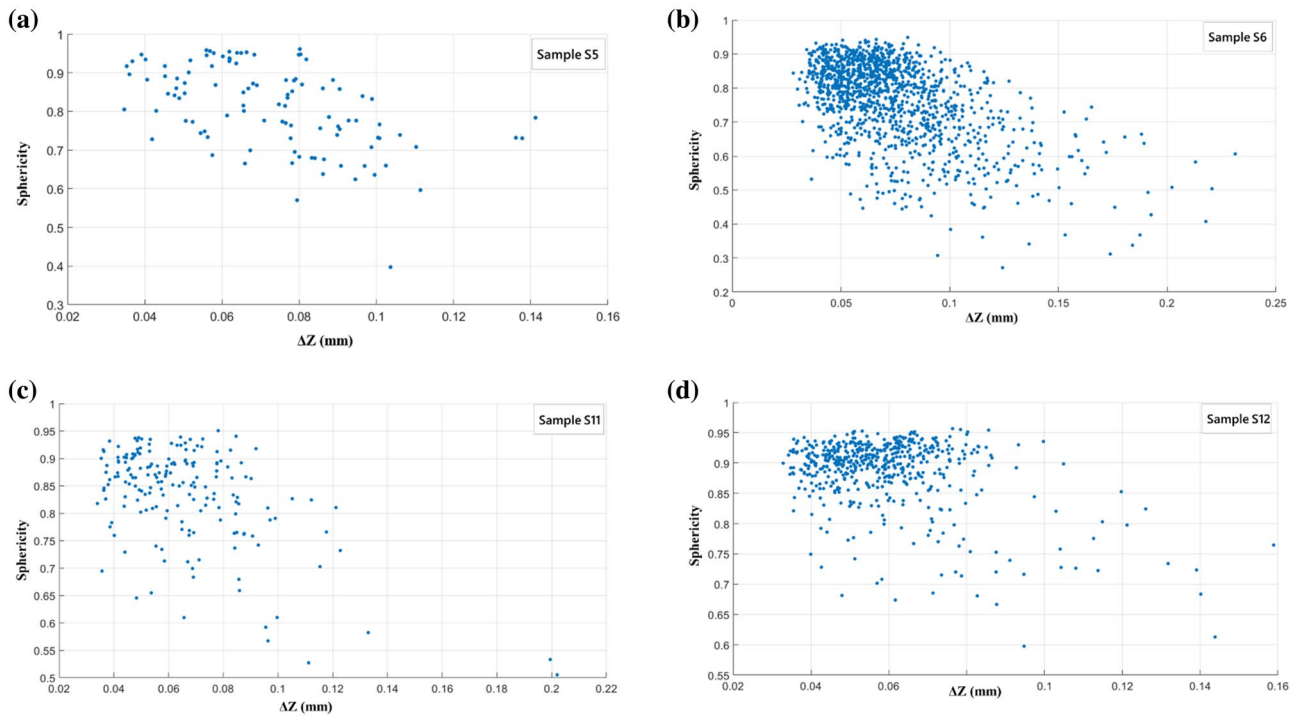 (a)
Sample S5
1
0.9
0.8
0.7
0.6
0.5
0.4
0.3
Sphericity
0.02 0.04 0.06 0.08 0.1 0.12 0.14 0.16
ΔZ (mm)
(b)
Sample S6
1
0.9
0.8
0.7
0.6
0.5
0.4
0.3
0.2
Sphericity
0 0.05 0.1 0.15 0.2 0.25
ΔZ (mm)
(c)
Sample S11
1
0.95
0.9
0.85
0.8
0.75
0.7
0.65
0.6
0.55
0.5
Sphericity
0.02 0.04 0.06 0.08 0.1 0.12 0.14 0.16 0.18 0.2 0.22
ΔZ (mm)
(d)
Sample S12
1
0.95
0.9
0.85
0.8
0.75
0.7
0.65
0.6
0.55
Sphericity
0.02 0.04 0.06 0.08 0.1 0.12 0.14 0.16
ΔZ (mm)